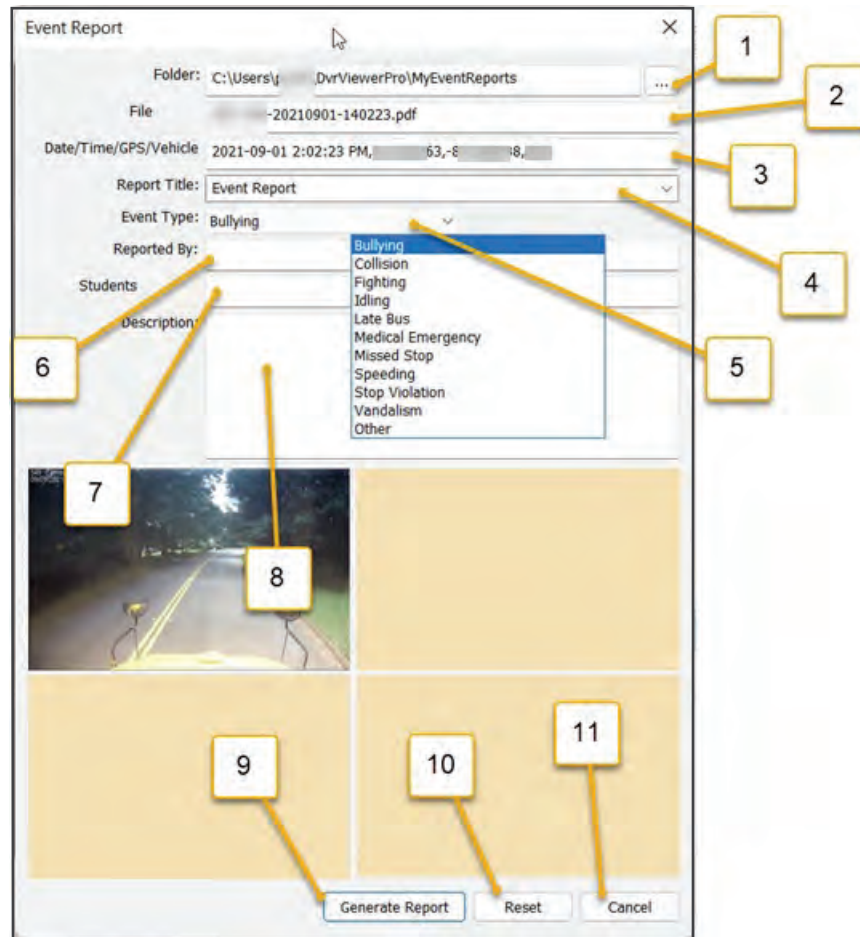 Event Report
1
Folder: C:\Users\ DvrViewerPro\MyEventReports ...
2
File -20210901-140223.pdf
Date/Time/GPS/Vehicle 2021-09-01 2:02:23 PM, 63,-8 38,
3
Report Title: Event Report
4
Event Type: Bullying
Reported By:
Students
Description:
Bullying
Collision
Fighting
Idling
Late Bus
Medical Emergency
Missed Stop
Speeding
Stop Violation
Vandalism
Other
5
6
7
8
9
10
11
Generate Report
Reset
Cancel